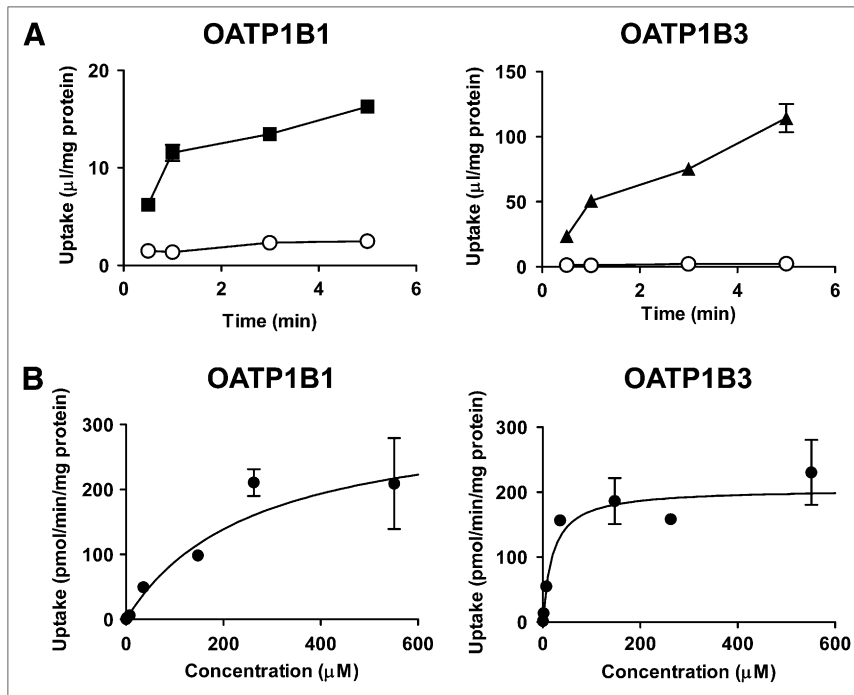 A
OATP1B1
OATP1B3
Uptake (μl/mg protein)
20
10
0
0
2
4
6
Time (min)
Uptake (μl/mg protein)
150
100
50
0
0
2
4
6
Time (min)
B
OATP1B1
OATP1B3
Uptake (pmol/min/mg protein)
300
200
100
0
0
200
400
600
Concentration (μM)
Uptake (pmol/min/mg protein)
300
200
100
0
0
200
400
600
Concentration (μM)